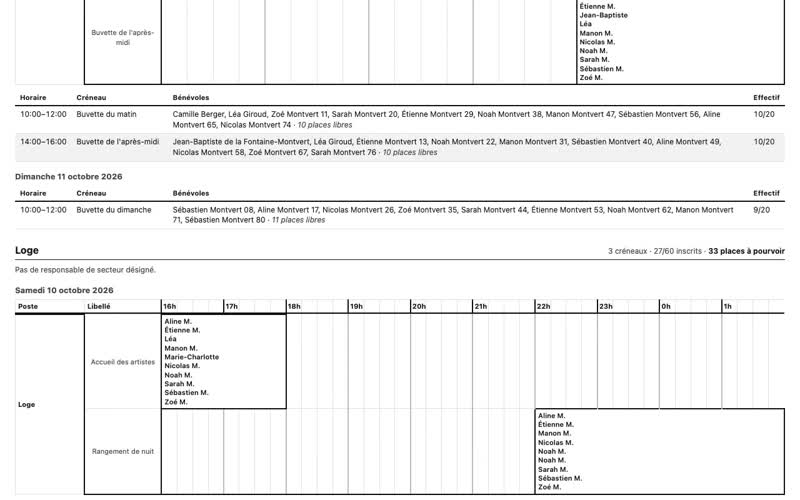 Étienne M.
Jean-Baptiste
Léa
Manon M.
Nicolas M.
Noah M.
Sarah M.
Sébastien M.
Zoé M.
Buvette de l'après-
midi
Horaire Créneau Bénévoles Effectif
10:00–12:00 Buvette du matin Camille Berger, Léa Giroud, Zoé Montvert 11, Sarah Montvert 20, Étienne Montvert 29, Noah Montvert 38, Manon Montvert 47, Sébastien Montvert 56, Aline 10/20
Montvert 65, Nicolas Montvert 74 · 10 places libres
14:00–16:00 Buvette de l'après-midi Jean-Baptiste de la Fontaine-Montvert, Léa Giroud, Étienne Montvert 13, Noah Montvert 22, Manon Montvert 31, Sébastien Montvert 40, Aline Montvert 49, 10/20
Nicolas Montvert 58, Zoé Montvert 67, Sarah Montvert 76 · 10 places libres
Dimanche 11 octobre 2026
Horaire Créneau Bénévoles Effectif
10:00–12:00 Buvette du dimanche Sébastien Montvert 08, Aline Montvert 17, Nicolas Montvert 26, Zoé Montvert 35, Sarah Montvert 44, Étienne Montvert 53, Noah Montvert 62, Manon Montvert 9/20
71, Sébastien Montvert 80 · 11 places libres
Loge 3 créneaux · 27/60 inscrits · 33 places à pourvoir
Pas de responsable de secteur désigné.
Samedi 10 octobre 2026
Poste Libellé 16h 17h 18h 19h 20h 21h 22h 23h 0h 1h
Loge
Accueil des artistes
Aline M.
Étienne M.
Léa
Manon M.
Marie-Charlotte
Nicolas M.
Noah M.
Sarah M.
Sébastien M.
Zoé M.
Rangement de nuit
Aline M.
Étienne M.
Manon M.
Nicolas M.
Noah M.
Noah M.
Sarah M.
Sébastien M.
Zoé M.